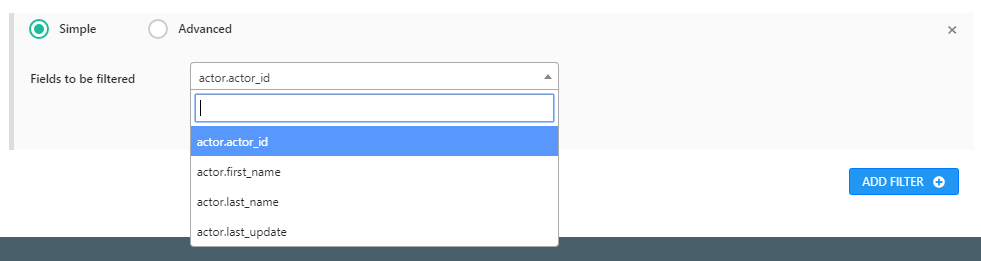 Simple Advanced
Fields to be filtered actor.actor_id
actor.actor_id
actor.first_name
ADD FILTER
actor.last_name
actor.last_update